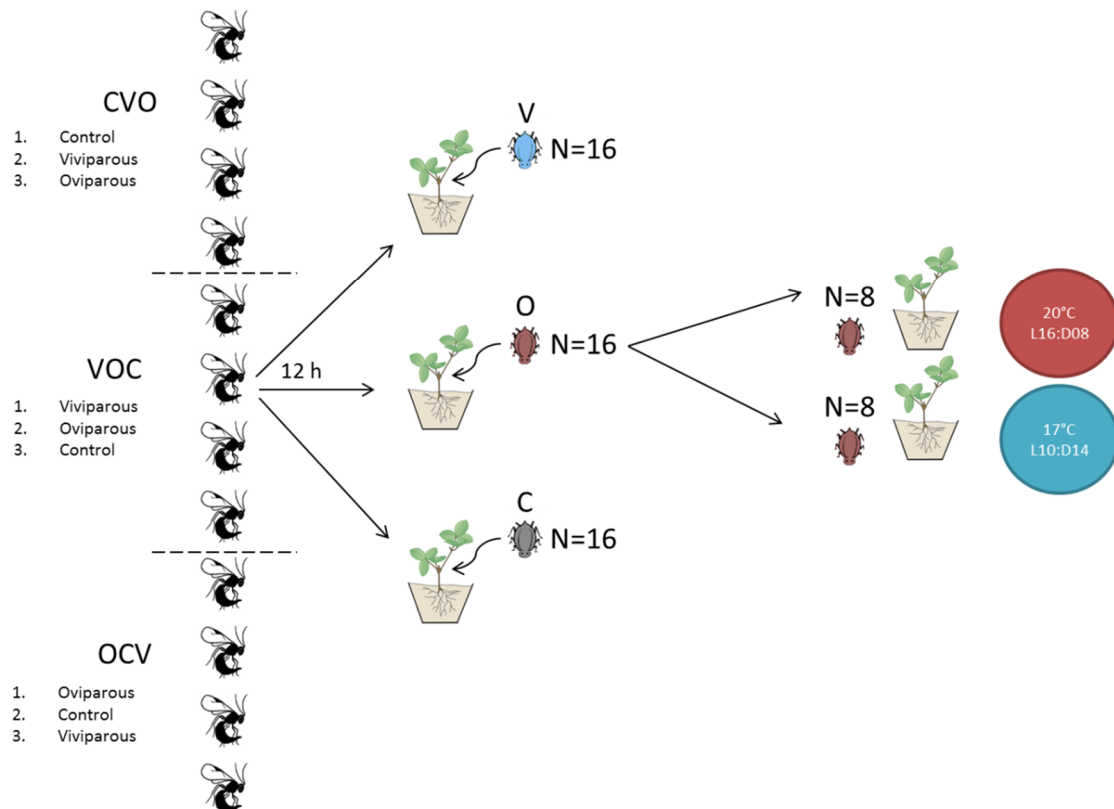 CVO
1. Control
2. Viviparous
3. Oviparous
VOC
1. Viviparous
2. Oviparous
3. Control
OCV
1. Oviparous
2. Control
3. Viviparous
12 h
V
N=16
O
N=16
C
N=16
N=8
N=8
20°C
L16:D08
17°C
L10:D14